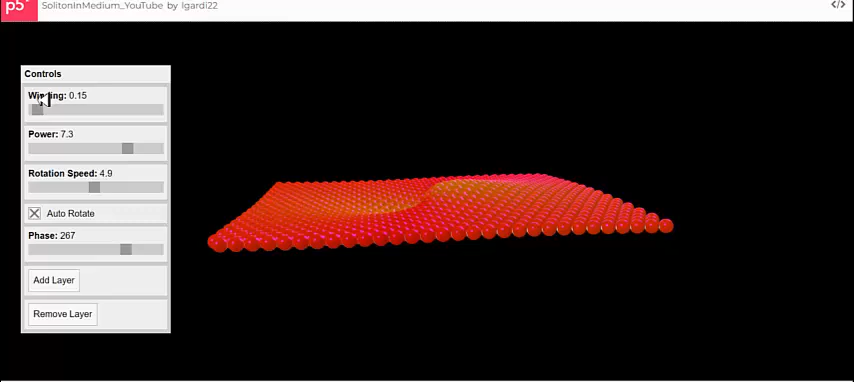 p5*
SolitonInMedium_YouTube by lgardi22
</>
Controls
Winding: 0.15
Power: 7.3
Rotation Speed: 4.9
Auto Rotate
Phase: 267
Add Layer
Remove Layer